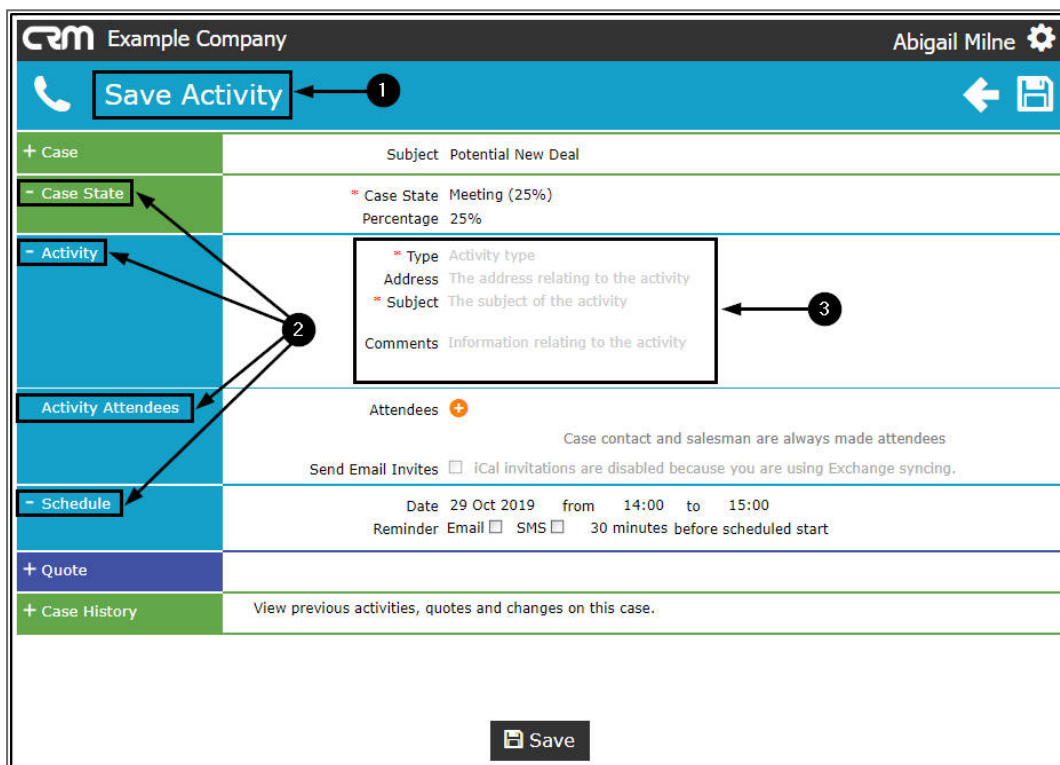 CRM Example Company Abigail Milne
Save Activity 1
+ Case Subject Potential New Deal
- Case State * Case State Meeting (25%)
Percentage 25%
- Activity * Type Activity type
Address The address relating to the activity
* Subject The subject of the activity
2 3
Comments Information relating to the activity
Activity Attendees Attendees
Case contact and salesman are always made attendees
Send Email Invites iCal invitations are disabled because you are using Exchange syncing.
- Schedule Date 29 Oct 2019 from 14:00 to 15:00
Reminder Email SMS 30 minutes before scheduled start
+ Quote
+ Case History View previous activities, quotes and changes on this case.
Save